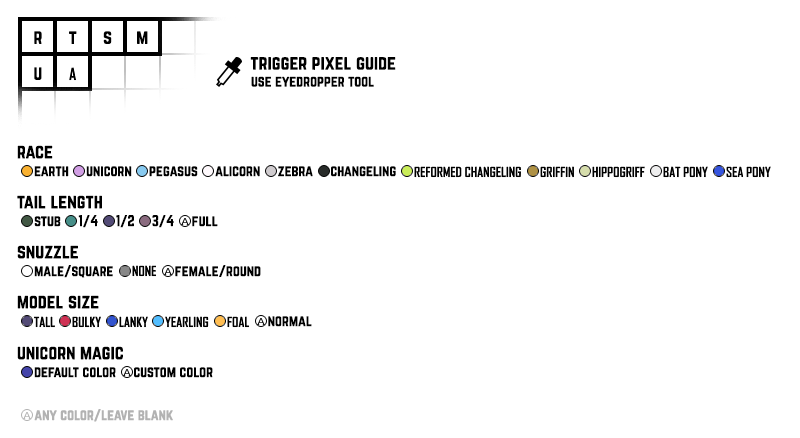 R T S M
U A
TRIGGER PIXEL GUIDE
USE EYEDROPPER TOOL
RACE
EARTH UNICORN PEGASUS ALICORN ZEBRA CHANGELING REFORMED CHANGELING GRIFFIN HIPPOGRIFF BAT PONY SEA PONY
TAIL LENGTH
STUB 1/4 1/2 3/4 Ⓐ FULL
SNUZZLE
MALE/SQUARE NONE Ⓐ FEMALE/ROUND
MODEL SIZE
TALL BULKY LANKY YEARLING FOAL Ⓐ NORMAL
UNICORN MAGIC
DEFAULT COLOR Ⓐ CUSTOM COLOR
Ⓐ ANY COLOR/LEAVE BLANK